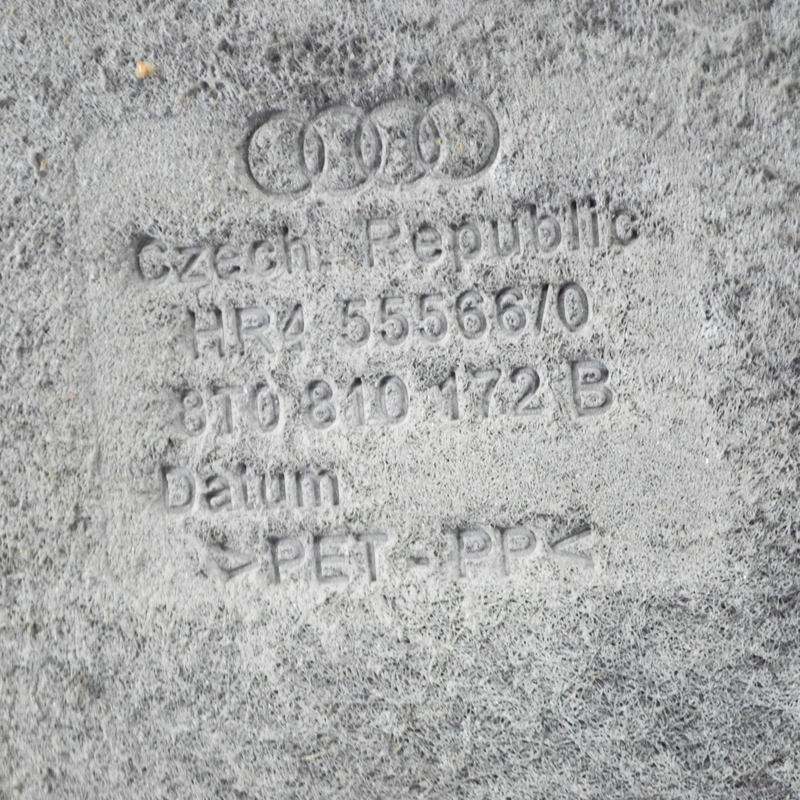 Czech. Republic
HR4 55566/0
8T0 810 172 B
Datum
>PET-PP<